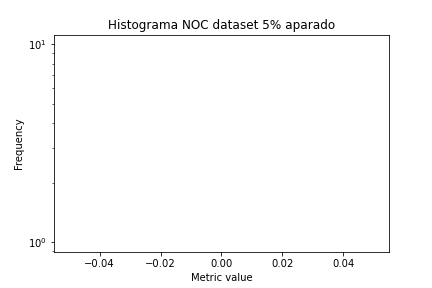 Histograma NOC dataset 5% aparado
10¹
Frequency
10⁰
−0.04 −0.02 0.00 0.02 0.04
Metric value